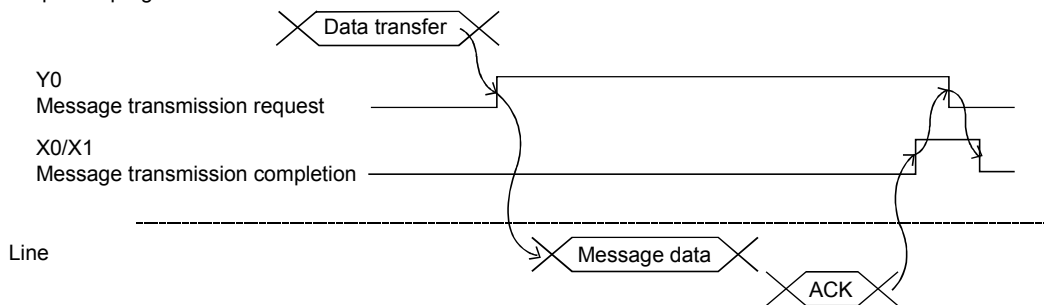 Data transfer
Y0
Message transmission request
X0/X1
Message transmission completion
Line
Message data
ACK